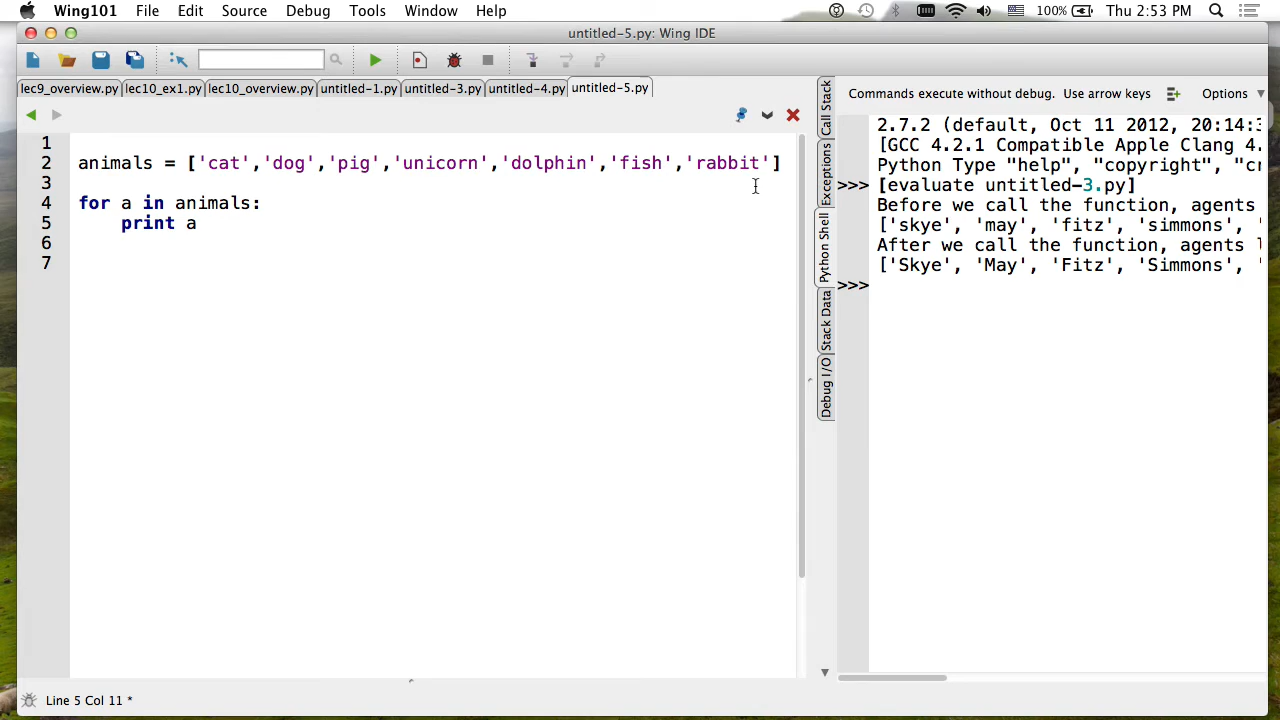 Wing101 File Edit Source Debug Tools Window Help 100% Thu 2:53 PM
untitled-5.py: Wing IDE
lec9_overview.py lec10_ex1.py lec10_overview.py untitled-1.py untitled-3.py untitled-4.py untitled-5.py
1
2 animals = ['cat','dog','pig','unicorn','dolphin','fish','rabbit']
3
4 for a in animals:
5 print a
6
7
Call Stack
Exceptions
Python Shell
Stack Data
Debug I/O
Commands execute without debug. Use arrow keys Options
2.7.2 (default, Oct 11 2012, 20:14:3
[GCC 4.2.1 Compatible Apple Clang 4.
Python Type "help", "copyright", "cr
>>> [evaluate untitled-3.py]
Before we call the function, agents
['skye', 'may', 'fitz', 'simmons', '
After we call the function, agents l
['Skye', 'May', 'Fitz', 'Simmons', '
>>>
Line 5 Col 11 *